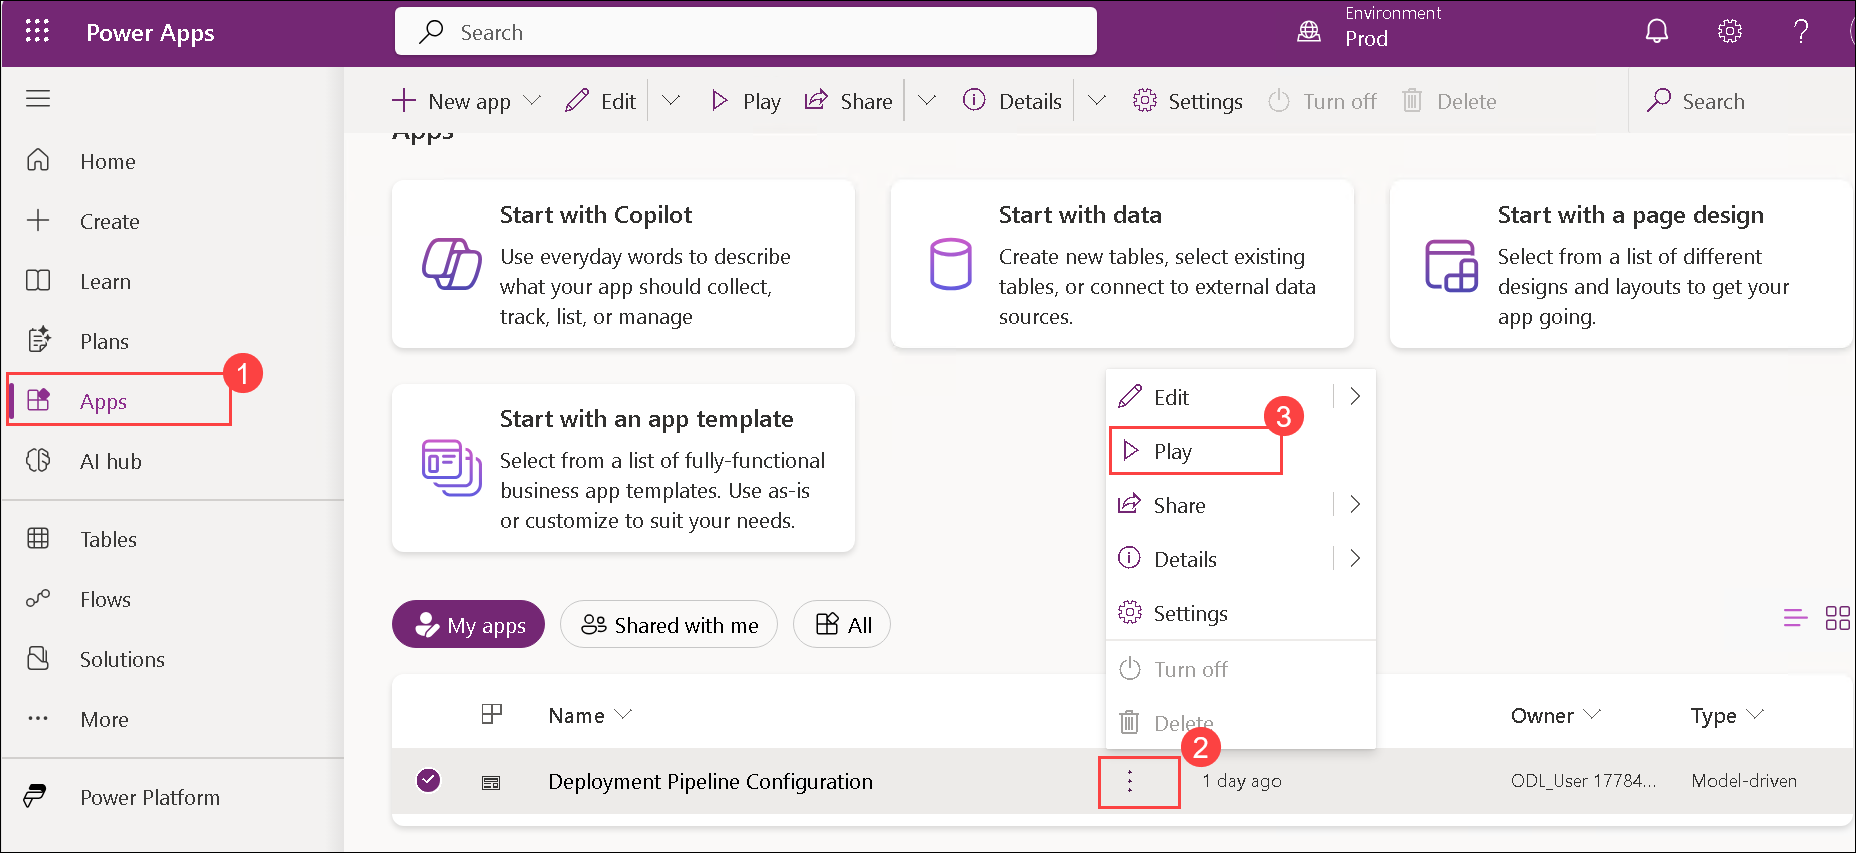 Power Apps
Search
Environment
Prod
New app
Edit
Play
Share
Details
Settings
Turn off
Delete
Search
Home
Create
Learn
Plans
1
Apps
AI hub
Tables
Flows
Solutions
More
Power Platform
Apps
Start with Copilot
Use everyday words to describe
what your app should collect,
track, list, or manage
Start with data
Create new tables, select existing
tables, or connect to external data
sources.
Start with a page design
Select from a list of different
designs and layouts to get your
app going.
Start with an app template
Select from a list of fully-functional
business app templates. Use as-is
or customize to suit your needs.
Edit
3
Play
Share
Details
Settings
Turn off
Delete
My apps
Shared with me
All
Name
Owner
Type
2
Deployment Pipeline Configuration
1 day ago
ODL_User 17784...
Model-driven